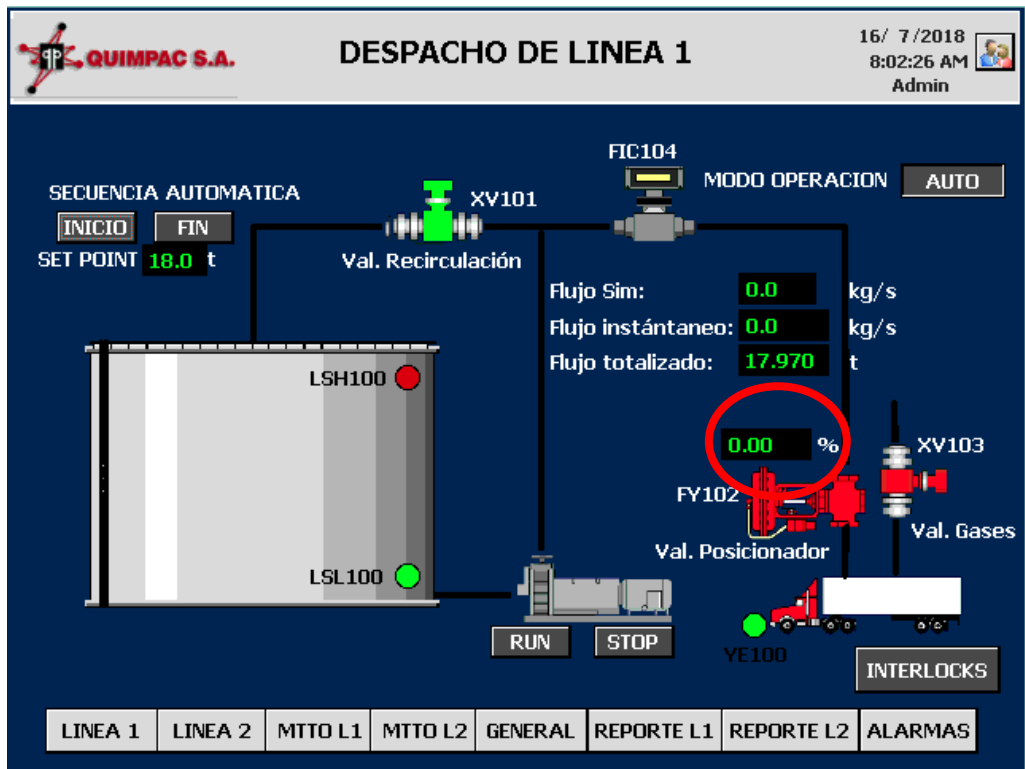 QUIMPAC S.A.
DESPACHO DE LINEA 1
16/ 7/2018
8:02:26 AM
Admin
FIC104
MODO OPERACION AUTO
SECUENCIA AUTOMATICA
XV101
INICIO FIN
SET POINT 18.0 t
Val. Recirculación
Flujo Sim: 0.0 kg/s
Flujo instántaneo: 0.0 kg/s
Flujo totalizado: 17.970 t
LSH100
0.00 %
XV103
FY102
Val. Gases
Val. Posicionador
LSL100
RUN STOP
YE100
INTERLOCKS
LINEA 1 LINEA 2 MTTO L1 MTTO L2 GENERAL REPORTE L1 REPORTE L2 ALARMAS